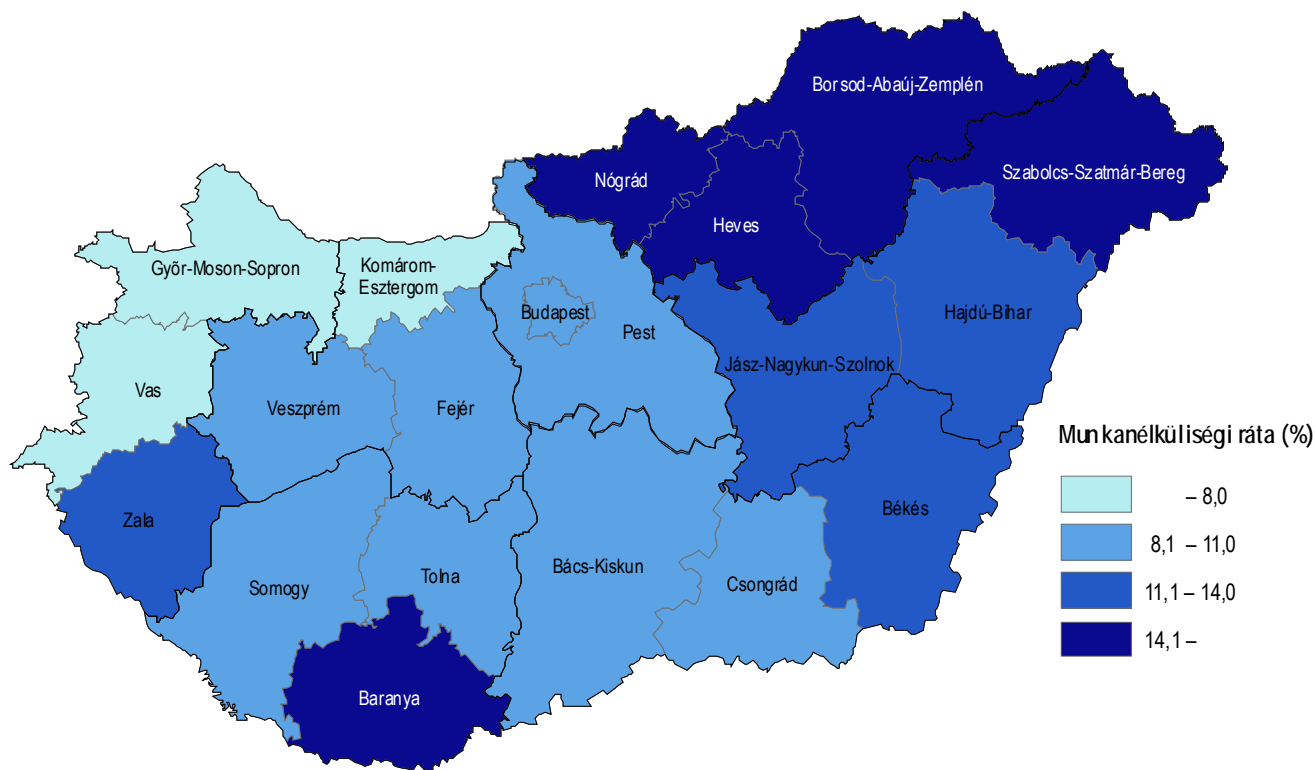 Borsod-Abaúj-Zemplén
Szabolcs-Szatmár-Bereg
Nógrád
Heves
Győr-Moson-Sopron
Komárom-
Esztergom
Budapest
Pest
Hajdú-Bihar
Jász-Nagykun-Szolnok
Vas
Veszprém
Fejér
Zala
Békés
Somogy
Tolna
Bács-Kiskun
Csongrád
Baranya
Munkanélküliségi ráta (%)
– 8,0
8,1 – 11,0
11,1 – 14,0
14,1 –